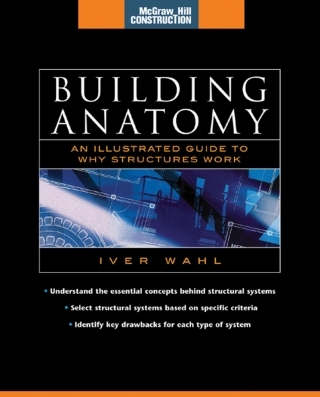 McGraw_Hill
CONSTRUCTION
BUILDING
ANATOMY
AN ILLUSTRATED GUIDE TO
WHY STRUCTURES WORK
IVER WAHL
• Understand the essential concepts behind structural systems
• Select structural systems based on specific criteria
• Identify key drawbacks for each type of system